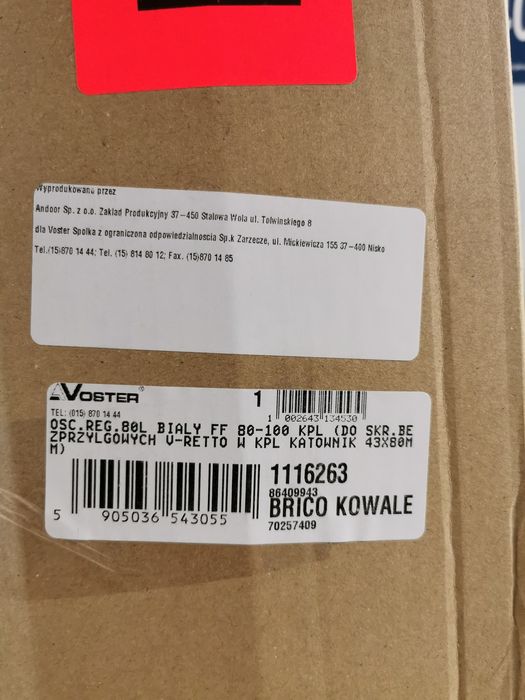 Wyprodukowano przez
Andoor Sp. z o.o. Zaklad Produkcyjny 37-450 Stalowa Wola ul. Tolwinskiego 8
dla Voster Spolka z ograniczona odpowiedzialnoscia Sp.k Zarzecze, ul. Mickiewicza 155 37-400 Nisko
Tel.(15)870 14 44; Tel. (15) 814 80 12; Fax. (15)870 14 85
VOSTER® 1
TEL: (015) 870 14 44
1 002643 134530
OSC.REG.80L BIALY FF 80-100 KPL (DO SKR.BE
ZPRZYLGOWYCH V-RETTO W KPL KATOWNIK 43X80M
M)
1116263
86409943
BRICO KOWALE
70257409
5 905036 543055